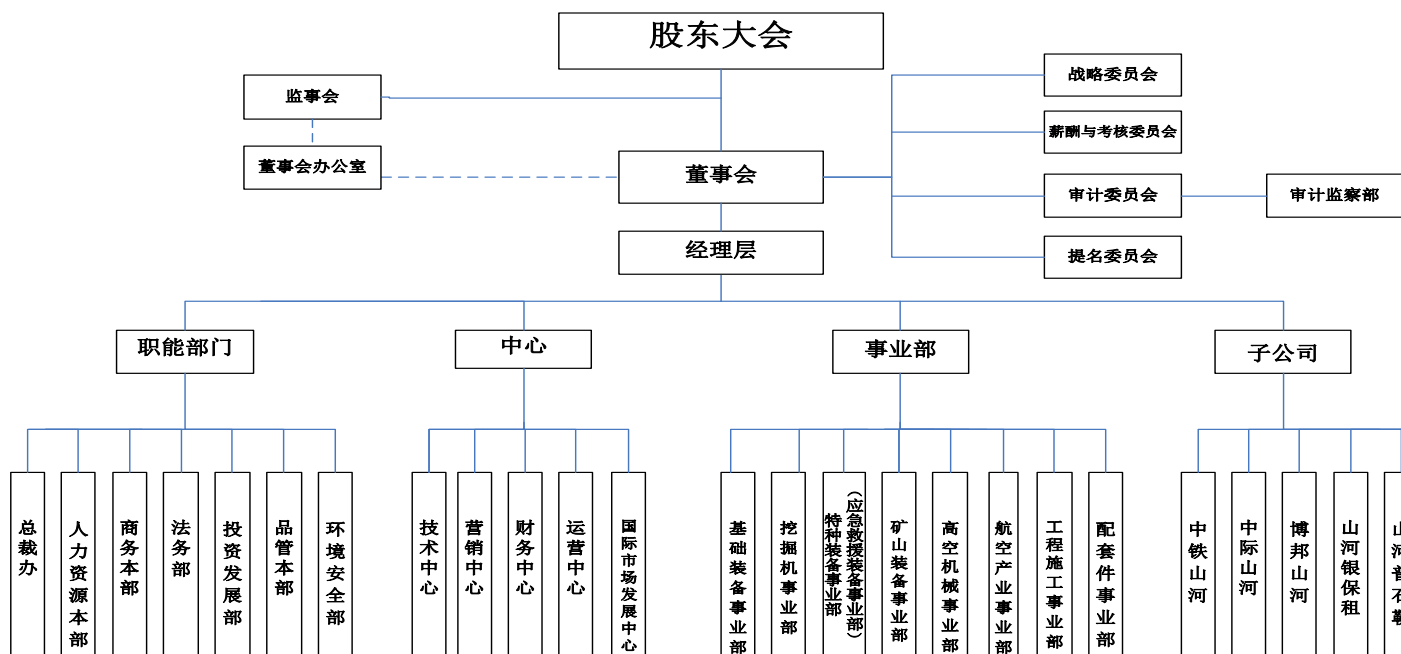 股东大会
监事会
战略委员会
薪酬与考核委员会
董事会办公室
董事会
审计委员会
审计监察部
经理层
提名委员会
职能部门
中心
事业部
子公司
总裁办
人力资源本部
商务本部
法务部
投资发展部
品管本部
环境安全部
技术中心
营销中心
财务中心
运营中心
国际市场发展中心
基础装备事业部
挖掘机事业部
特种装备事业部
（应急救援装备事业部）
矿山装备事业部
高空机械事业部
航空产业事业部
工程施工事业部
配套件事业部
中铁山河
中际山河
博邦山河
山河银保租
山河普石勒